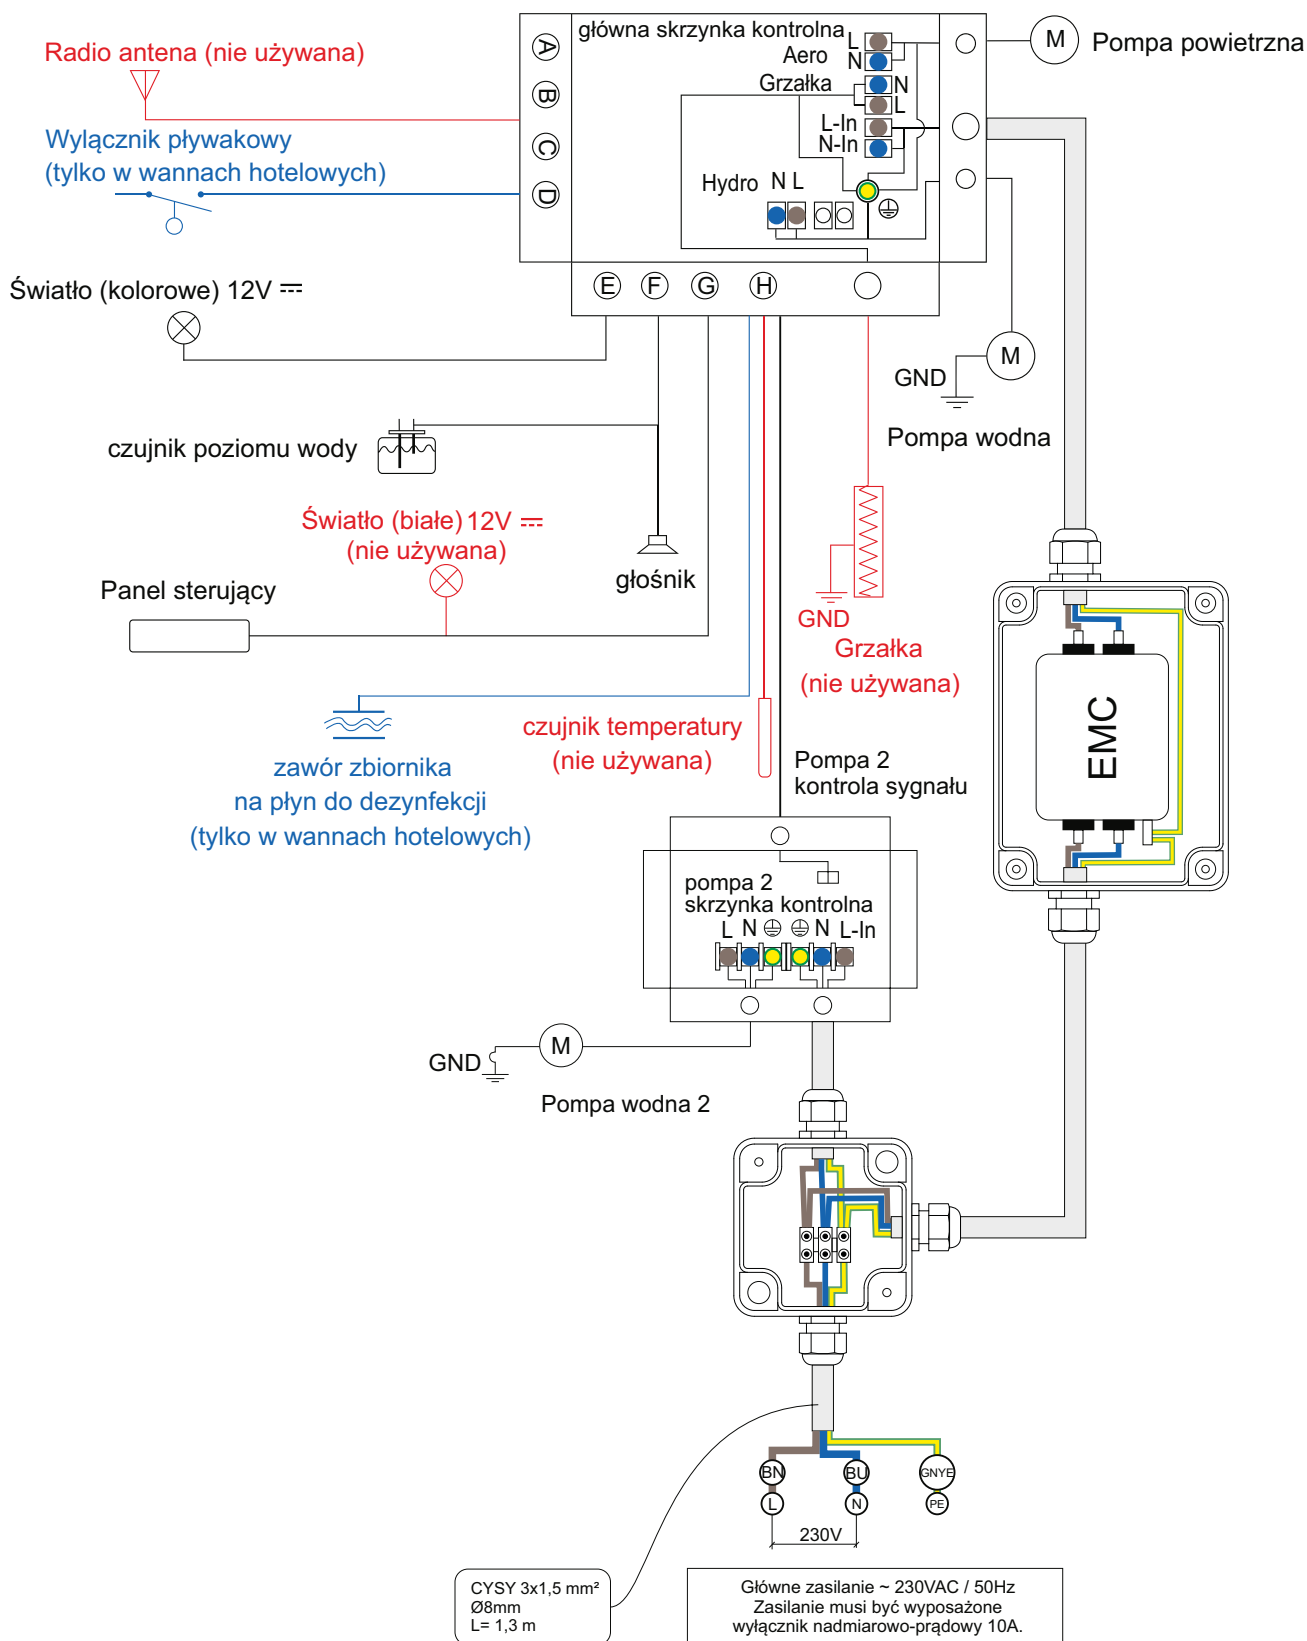 główna skrzynka kontrolna
L
Aero
N
Grzałka
N
L
L-In
N-In
Hydro N L
A
B
C
D
E
F
G
H
M
Pompa powietrzna
Radio antena (nie używana)
Wylącznik pływakowy
(tylko w wannach hotelowych)
Światło (kolorowe) 12V
M
GND
Pompa wodna
czujnik poziomu wody
Światło (białe) 12V
(nie używana)
głośnik
Panel sterujący
GND
Grzałka
(nie używana)
EMC
zawór zbiornika
na płyn do dezynfekcji
(tylko w wannach hotelowych)
czujnik temperatury
(nie używana)
Pompa 2
kontrola sygnału
pompa 2
skrzynka kontrolna
L N N L-In
GND
M
Pompa wodna 2
BN
BU
GNYE
L
N
PE
230V
CYSY 3x1,5 mm²
Ø8mm
L= 1,3 m
Główne zasilanie ~ 230VAC / 50Hz
Zasilanie musi być wyposażone
wyłącznik nadmiarowo-prądowy 10A.